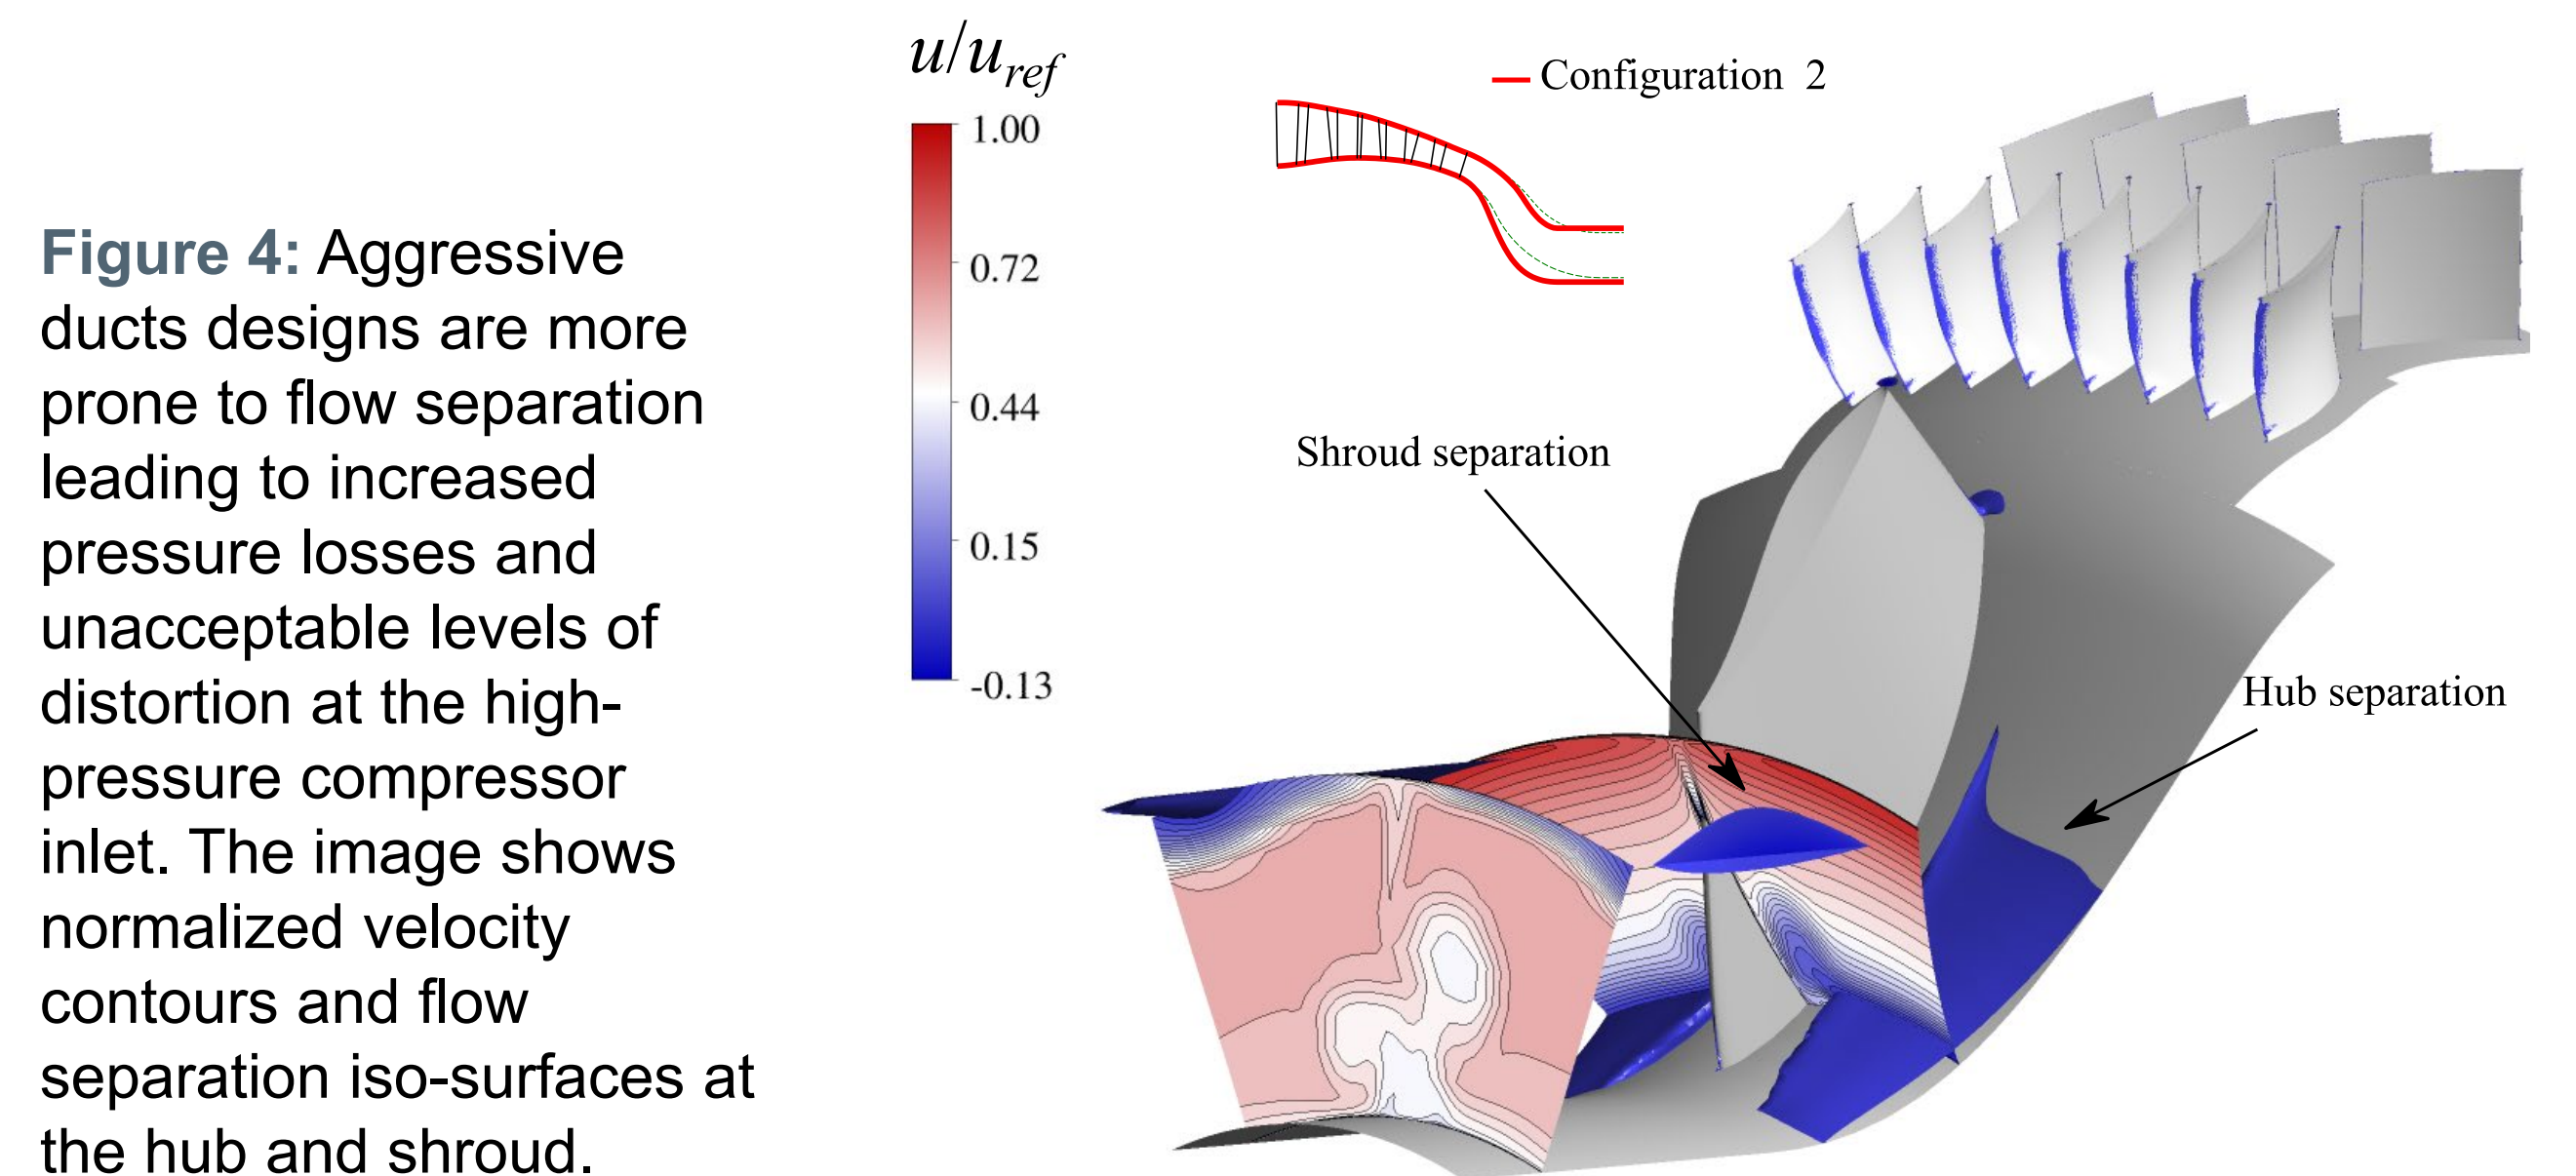 Figure 4: Aggressive
ducts designs are more
prone to flow separation
leading to increased
pressure losses and
unacceptable levels of
distortion at the high-
pressure compressor
inlet. The image shows
normalized velocity
contours and flow
separation iso-surfaces at
the hub and shroud.
u/u_ref
1.00
0.72
0.44
0.15
-0.13
Configuration 2
Shroud separation
Hub separation